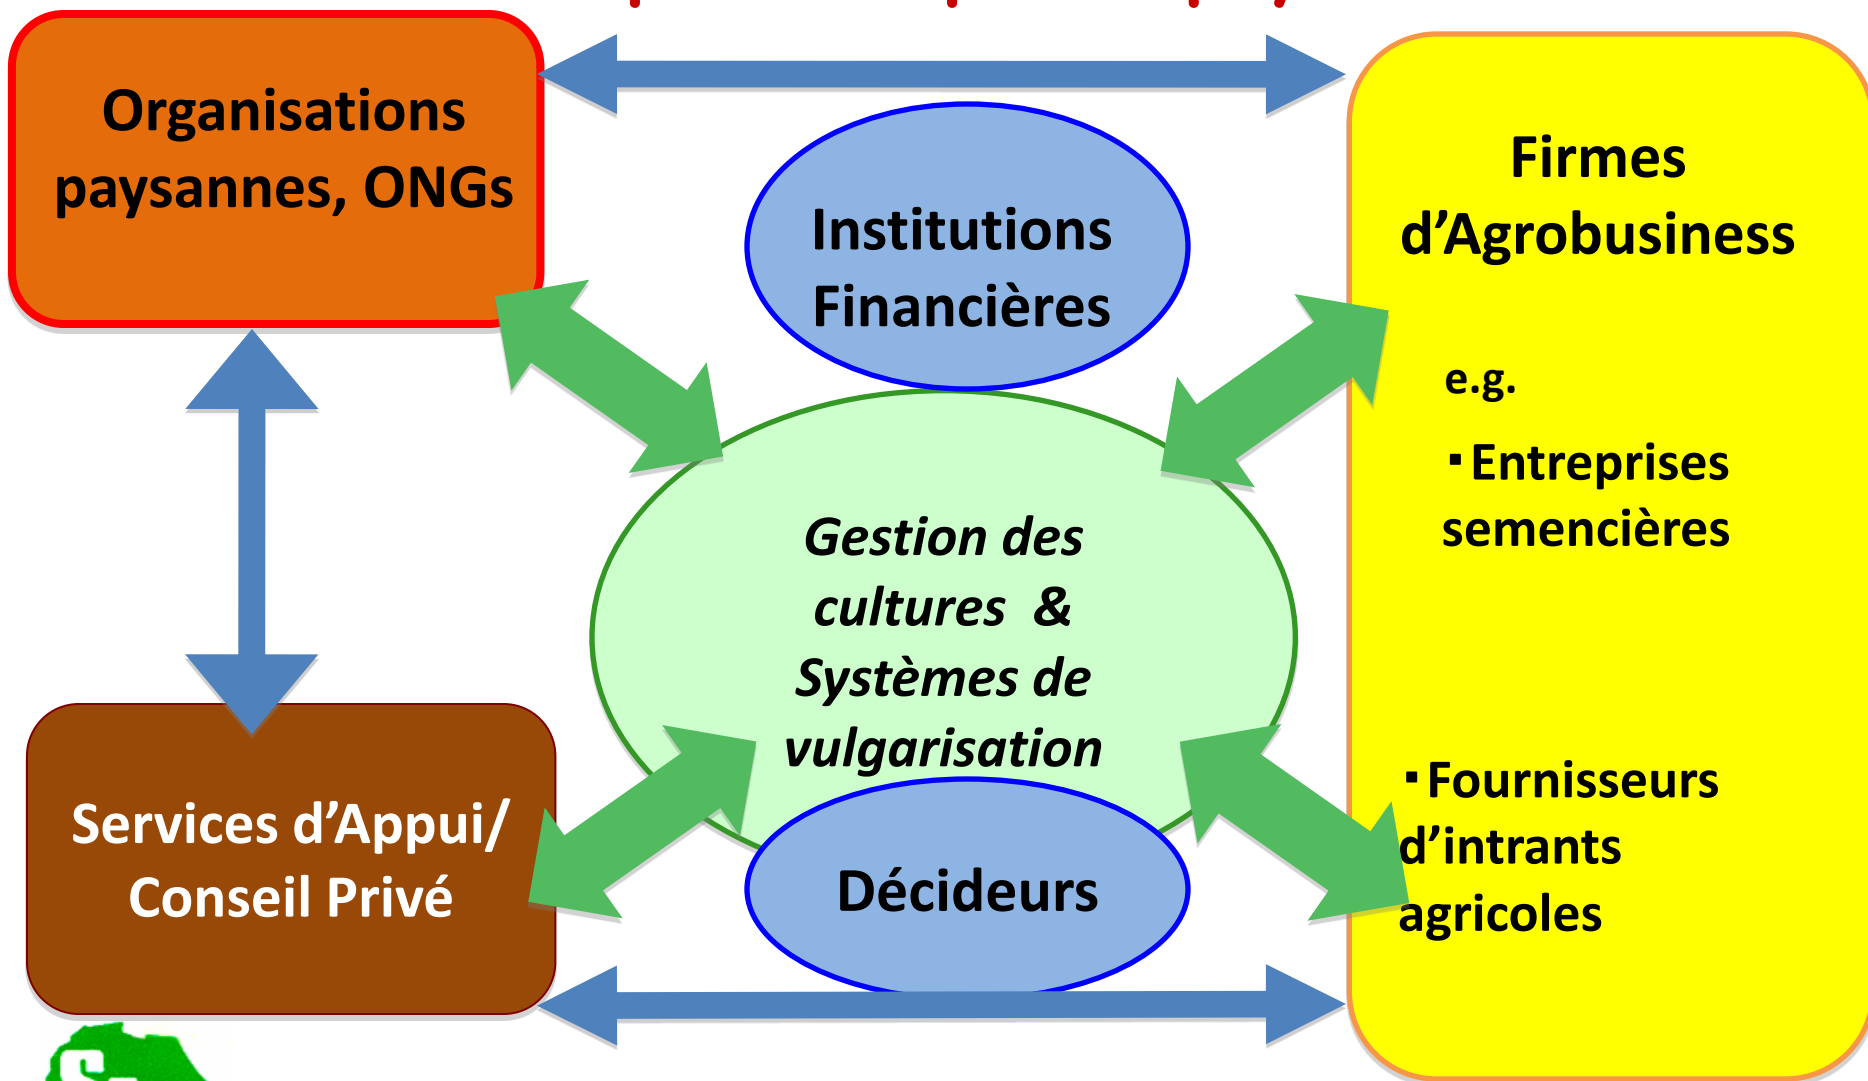 Organisations
paysannes, ONGs
Institutions
Financières
Firmes
d’Agrobusiness
e.g.
▪Entreprises
semencières
▪Fournisseurs
d’intrants
agricoles
Gestion des
cultures &
Systèmes de
vulgarisation
Services d’Appui/
Conseil Privé
Décideurs